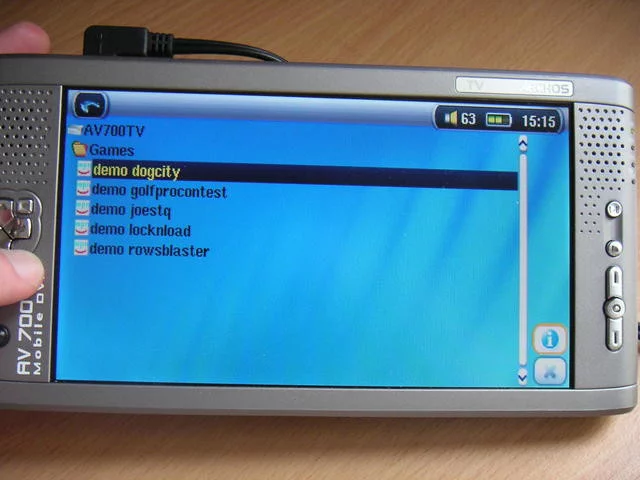 TV ARCHOS
63 15:15
AV700TV
Games
demo dogcity
demo golfprocontest
demo joestq
demo locknload
demo rowsblaster
AV 700
Mobile DVR